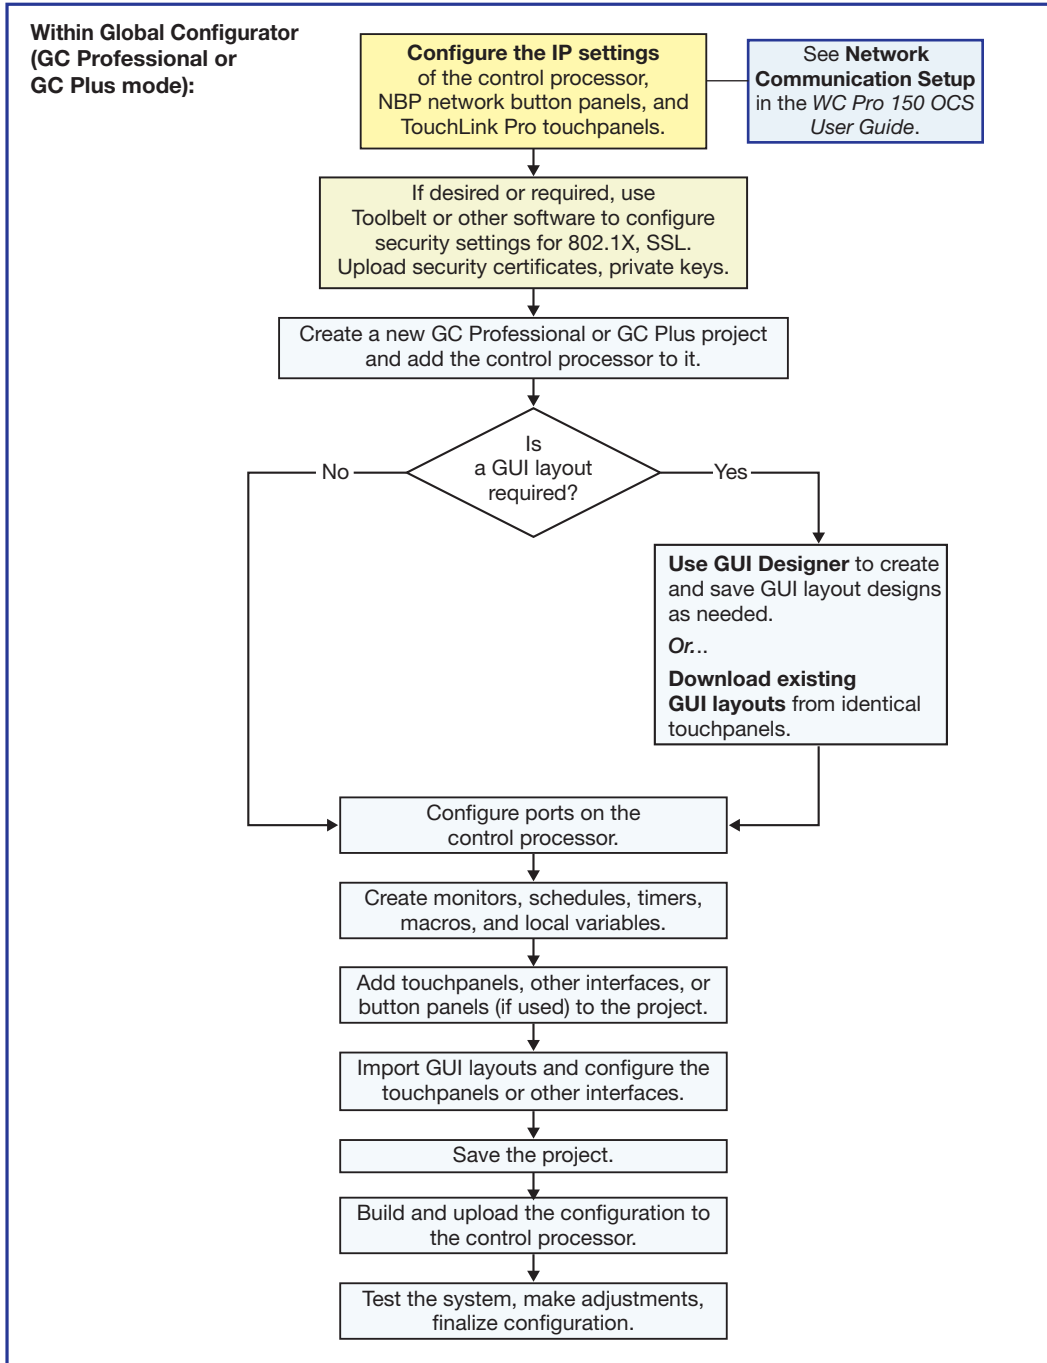 Within Global Configurator
(GC Professional or
GC Plus mode):
Configure the IP settings
of the control processor,
NBP network button panels, and
TouchLink Pro touchpanels.
See Network
Communication Setup
in the WC Pro 150 OCS
User Guide.
If desired or required, use
Toolbelt or other software to configure
security settings for 802.1X, SSL.
Upload security certificates, private keys.
Create a new GC Professional or GC Plus project
and add the control processor to it.
Is
a GUI layout
required?
No
Yes
Use GUI Designer to create
and save GUI layout designs
as needed.
Or...
Download existing
GUI layouts from identical
touchpanels.
Configure ports on the
control processor.
Create monitors, schedules, timers,
macros, and local variables.
Add touchpanels, other interfaces, or
button panels (if used) to the project.
Import GUI layouts and configure the
touchpanels or other interfaces.
Save the project.
Build and upload the configuration to
the control processor.
Test the system, make adjustments,
finalize configuration.